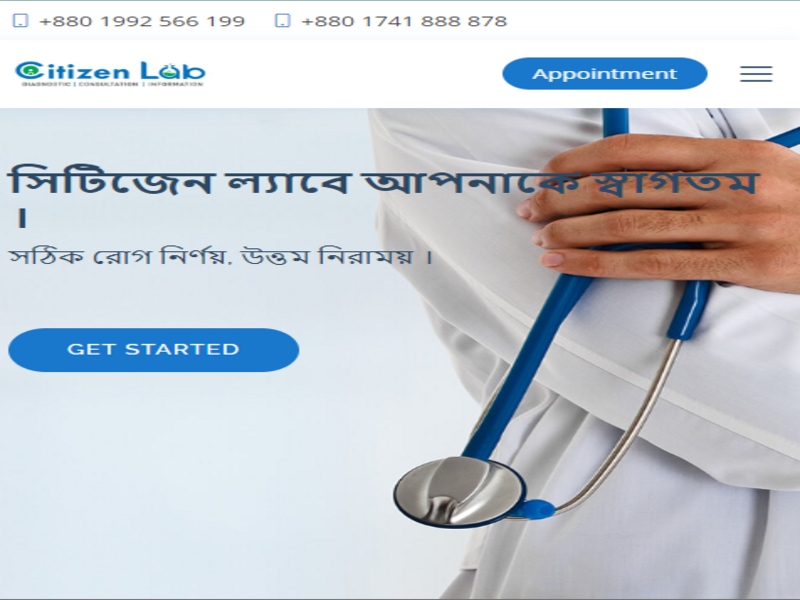 +880 1992 566 199 +880 1741 888 878
Citizen Lab Appointment
DIAGNOSTIC | CONSULTATION | INFORMATION
সিটিজেন ল্যাবে আপনাকে স্বাগতম
।
সঠিক রোগ নির্ণয়, উত্তম নিরাময় ।
GET STARTED